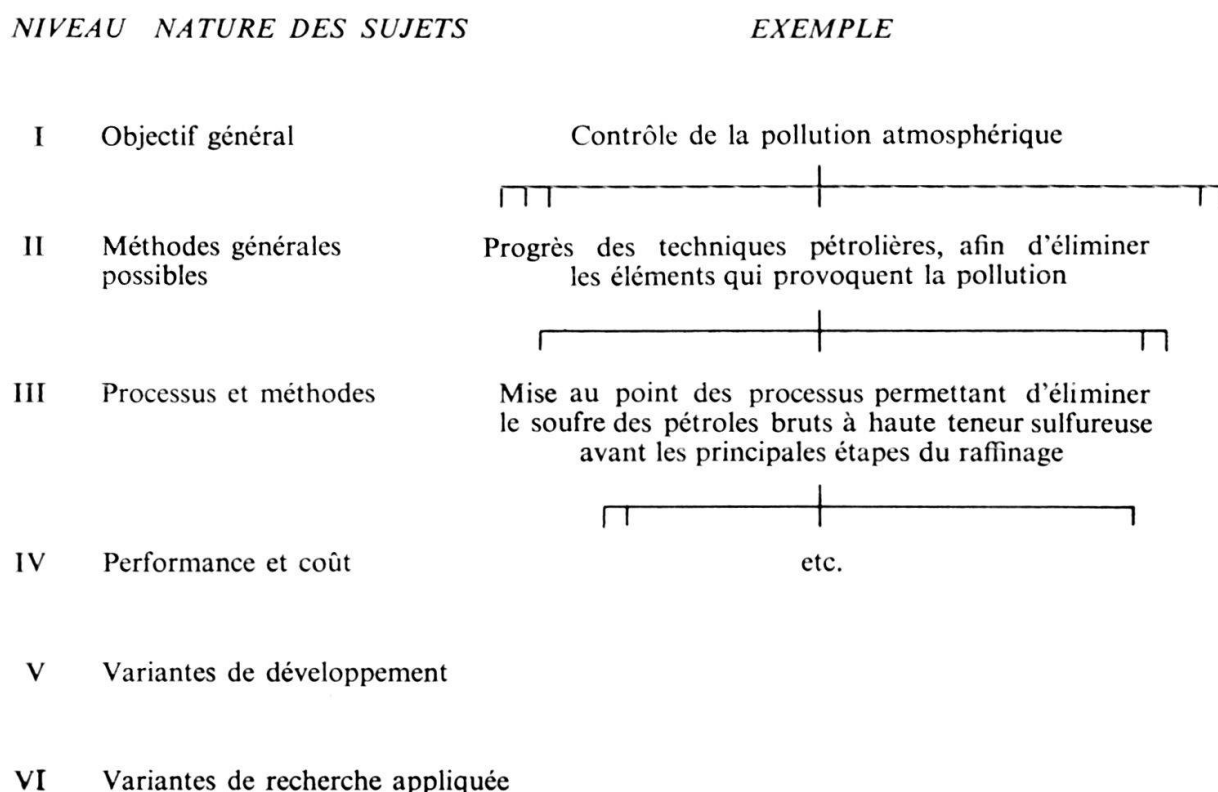 NIVEAU NATURE DES SUJETS EXEMPLE
I Objectif général Contrôle de la pollution atmosphérique
II Méthodes générales possibles Progrès des techniques pétrolières, afin d'éliminer
les éléments qui provoquent la pollution
III Processus et méthodes Mise au point des processus permettant d'éliminer
le soufre des pétroles bruts à haute teneur sulfureuse
avant les principales étapes du raffinage
IV Performance et coût etc.
V Variantes de développement
VI Variantes de recherche appliquée